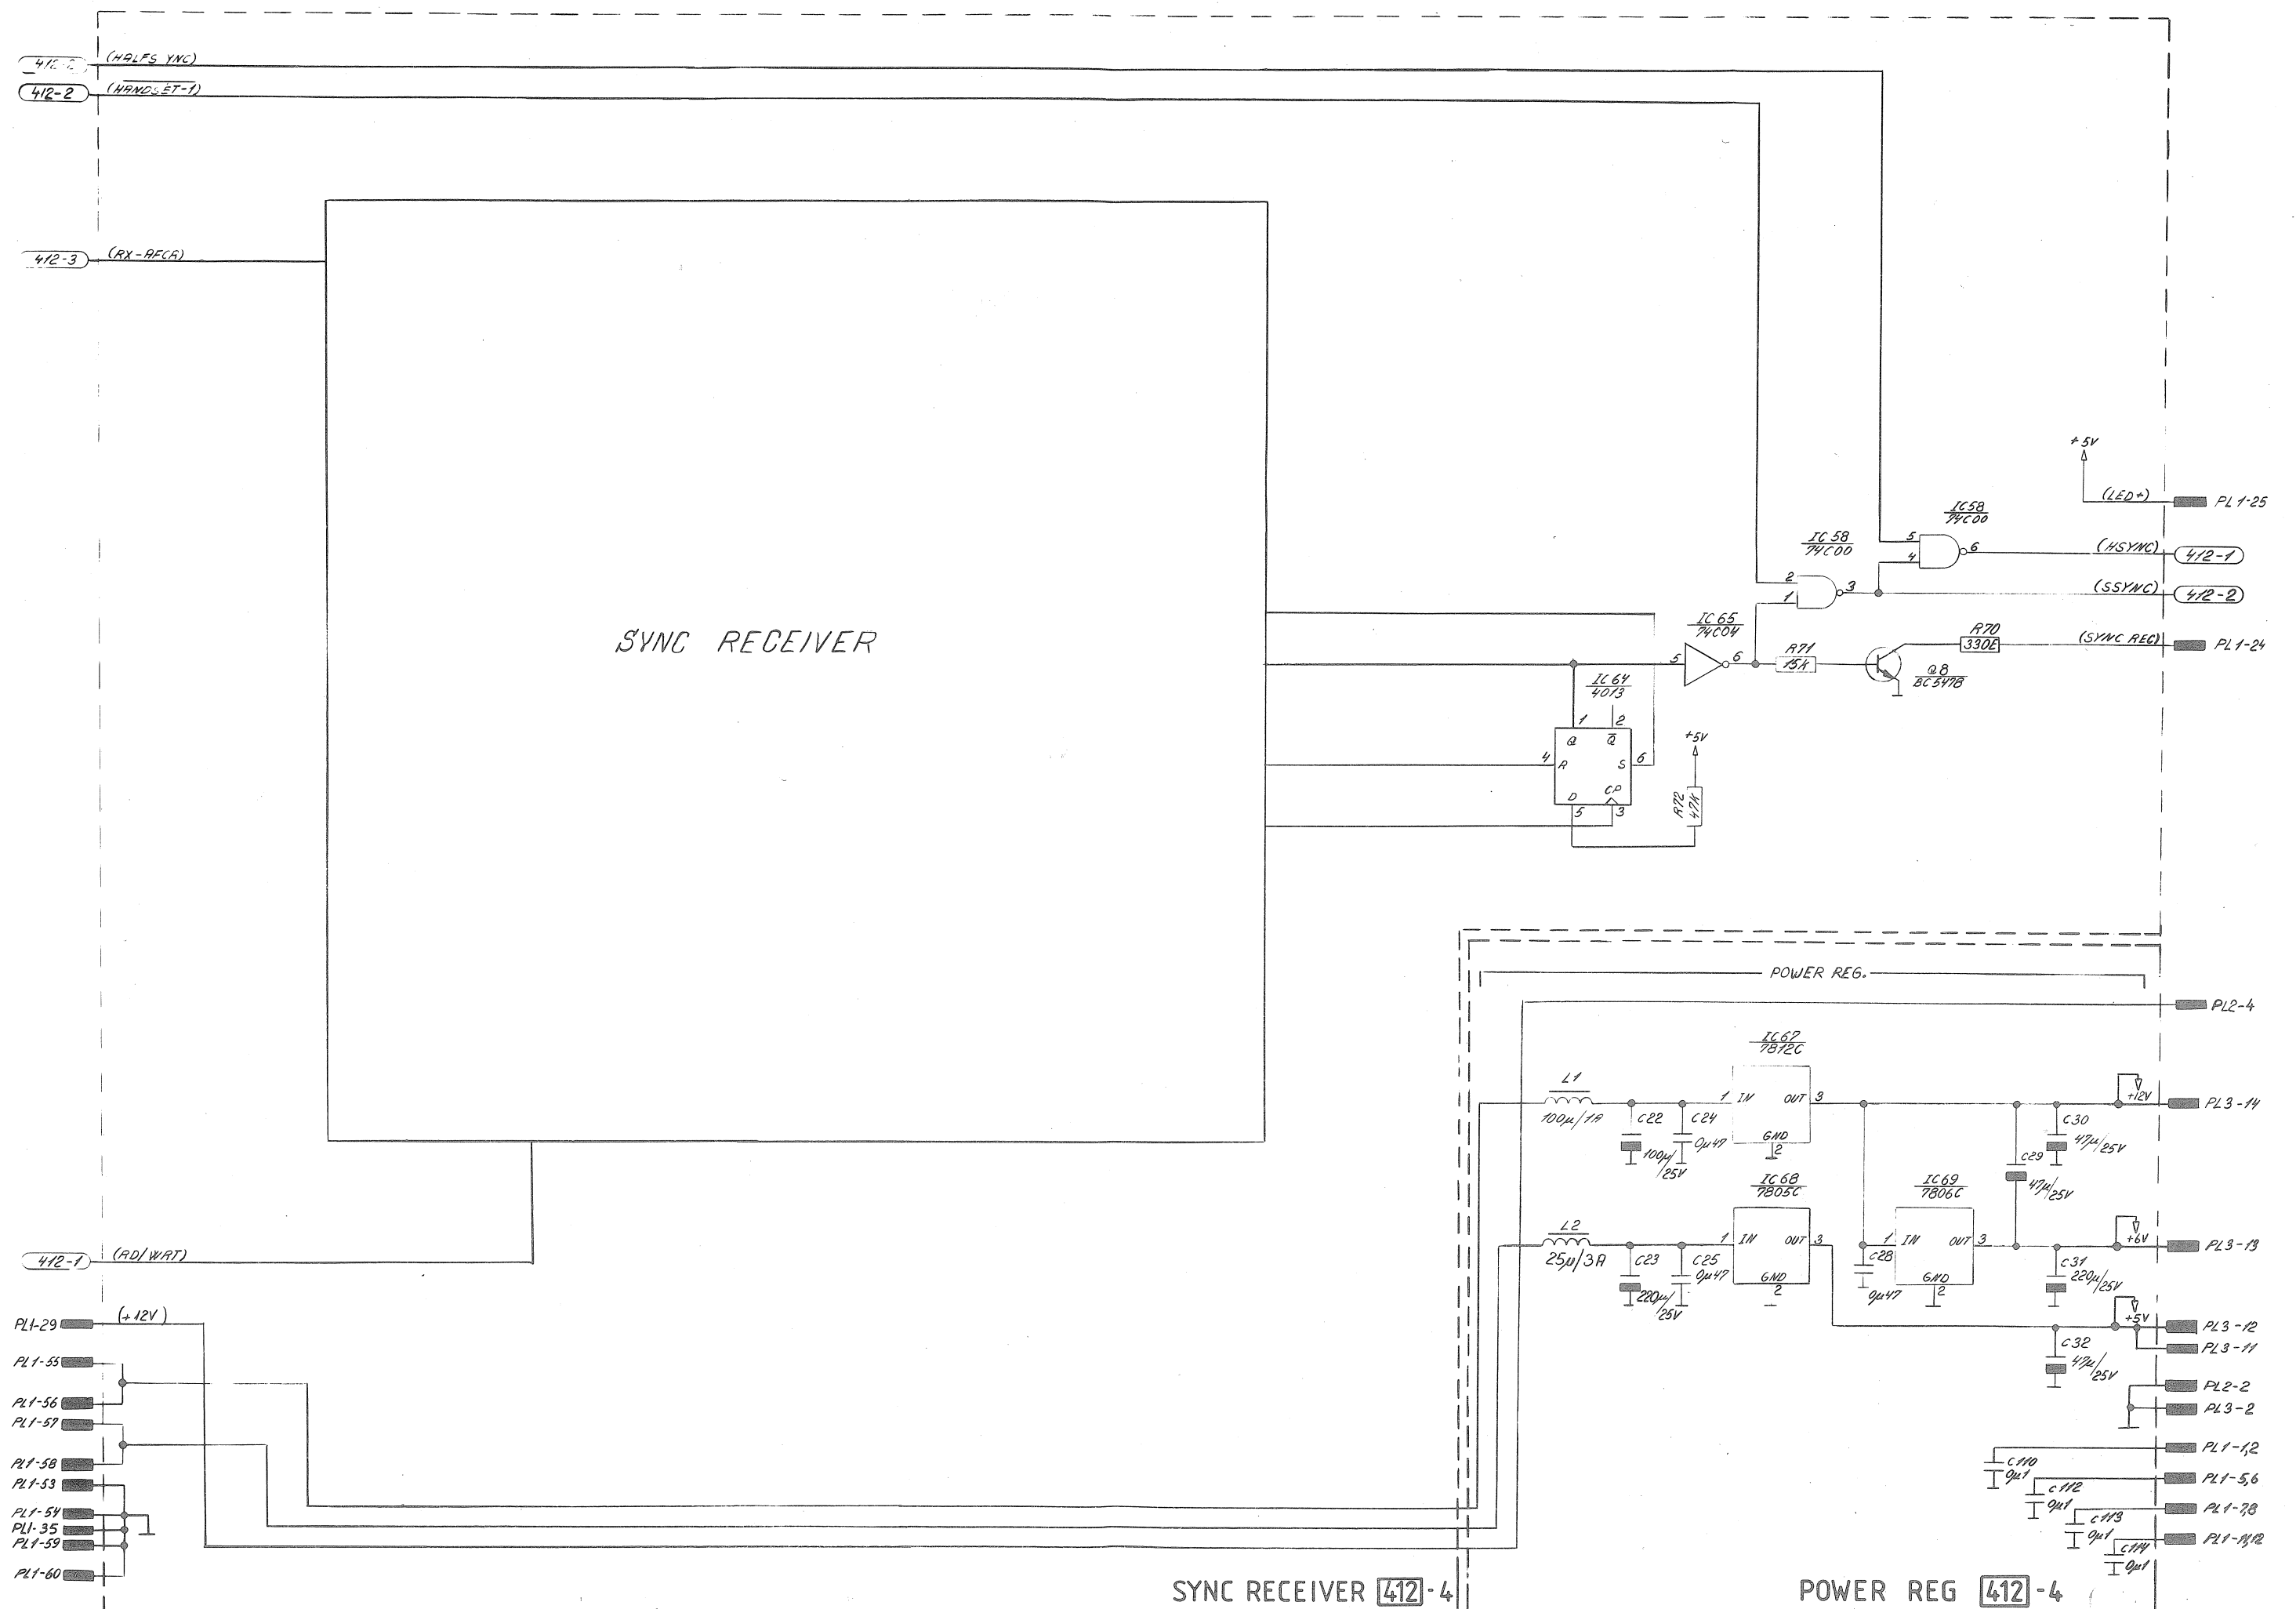 (HALFS YNC)
412-2 (HANDSET-1)
412-3 (RX-AFCR)
SYNC RECEIVER
+5V
(LED+) PL1-25
IC58
74C00
5
4
6
(HSYNC) 412-1
IC58
74C00
2
1
3
(SSYNC) 412-2
IC65
74C04
5
6
R71
15K
R70
330E
(SYNC REC) PL1-24
Q8
BC547B
IC64
4013
1
2
Q
Q
4
R
S
6
D
CP
5
3
+5V
R72
47K
POWER REG.
PL2-4
IC67
7812C
L1
100µ/1A
C22
100µ/25V
C24
0µ47
1 IN OUT 3
GND
2
+12V
PL3-14
C30
47µ/25V
C29
47µ/25V
IC68
7805C
IC69
7806C
L2
25µ/3A
C23
220µ/25V
C25
0µ47
1 IN OUT 3
GND
2
C28
0µ47
1 IN OUT 3
GND
2
+6V
PL3-13
C31
220µ/25V
+5V
PL3-12
PL3-11
C32
47µ/25V
PL2-2
PL3-2
PL1-1,2
C110
0µ1
PL1-5,6
C112
0µ1
PL1-7,8
C113
0µ1
PL1-11,12
C114
0µ1
412-1 (RD/WRT)
PL1-29 (+12V)
PL1-55
PL1-56
PL1-57
PL1-58
PL1-53
PL1-54
PL1-35
PL1-59
PL1-60
SYNC RECEIVER 412-4
POWER REG 412-4